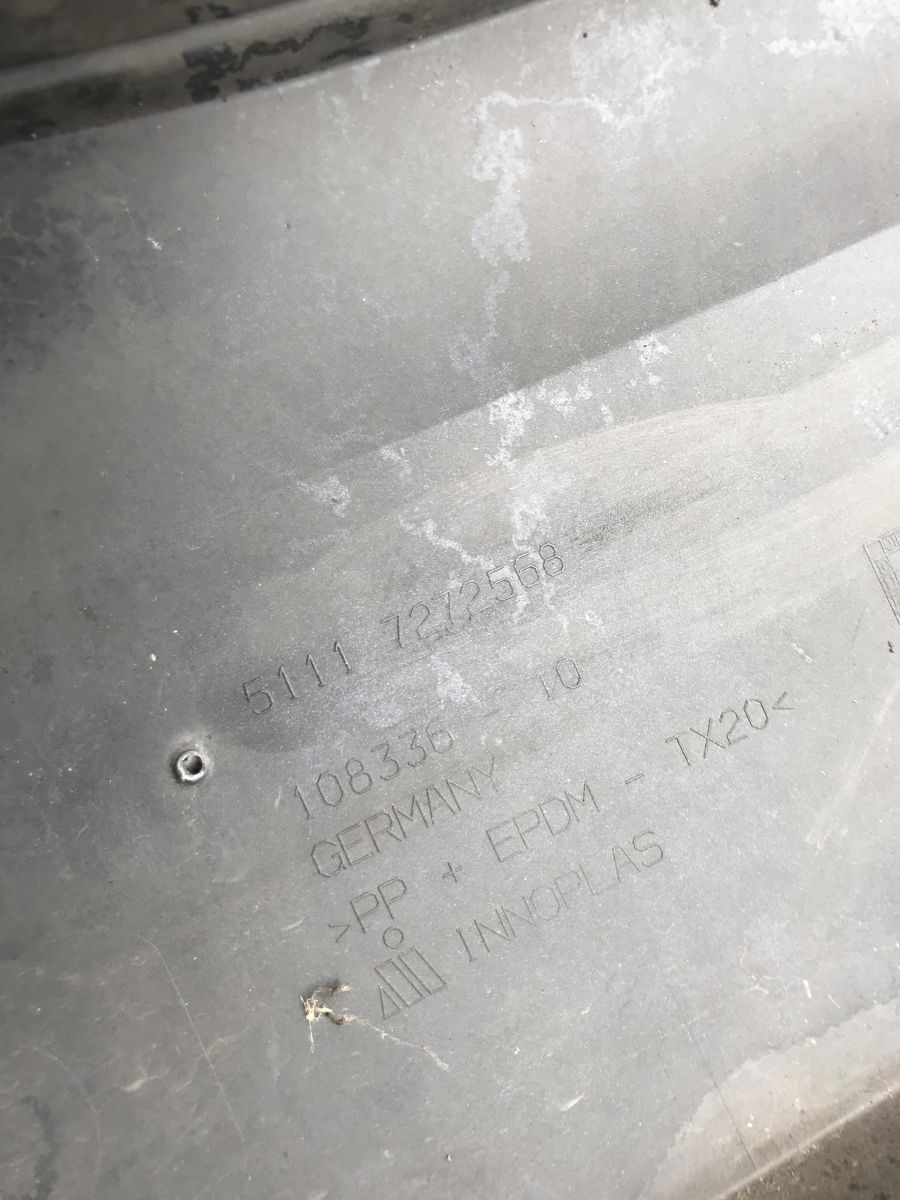 5111 7272568
108336 - 10
GERMANY
>PP + EPDM - TX20<
INNOPLAS